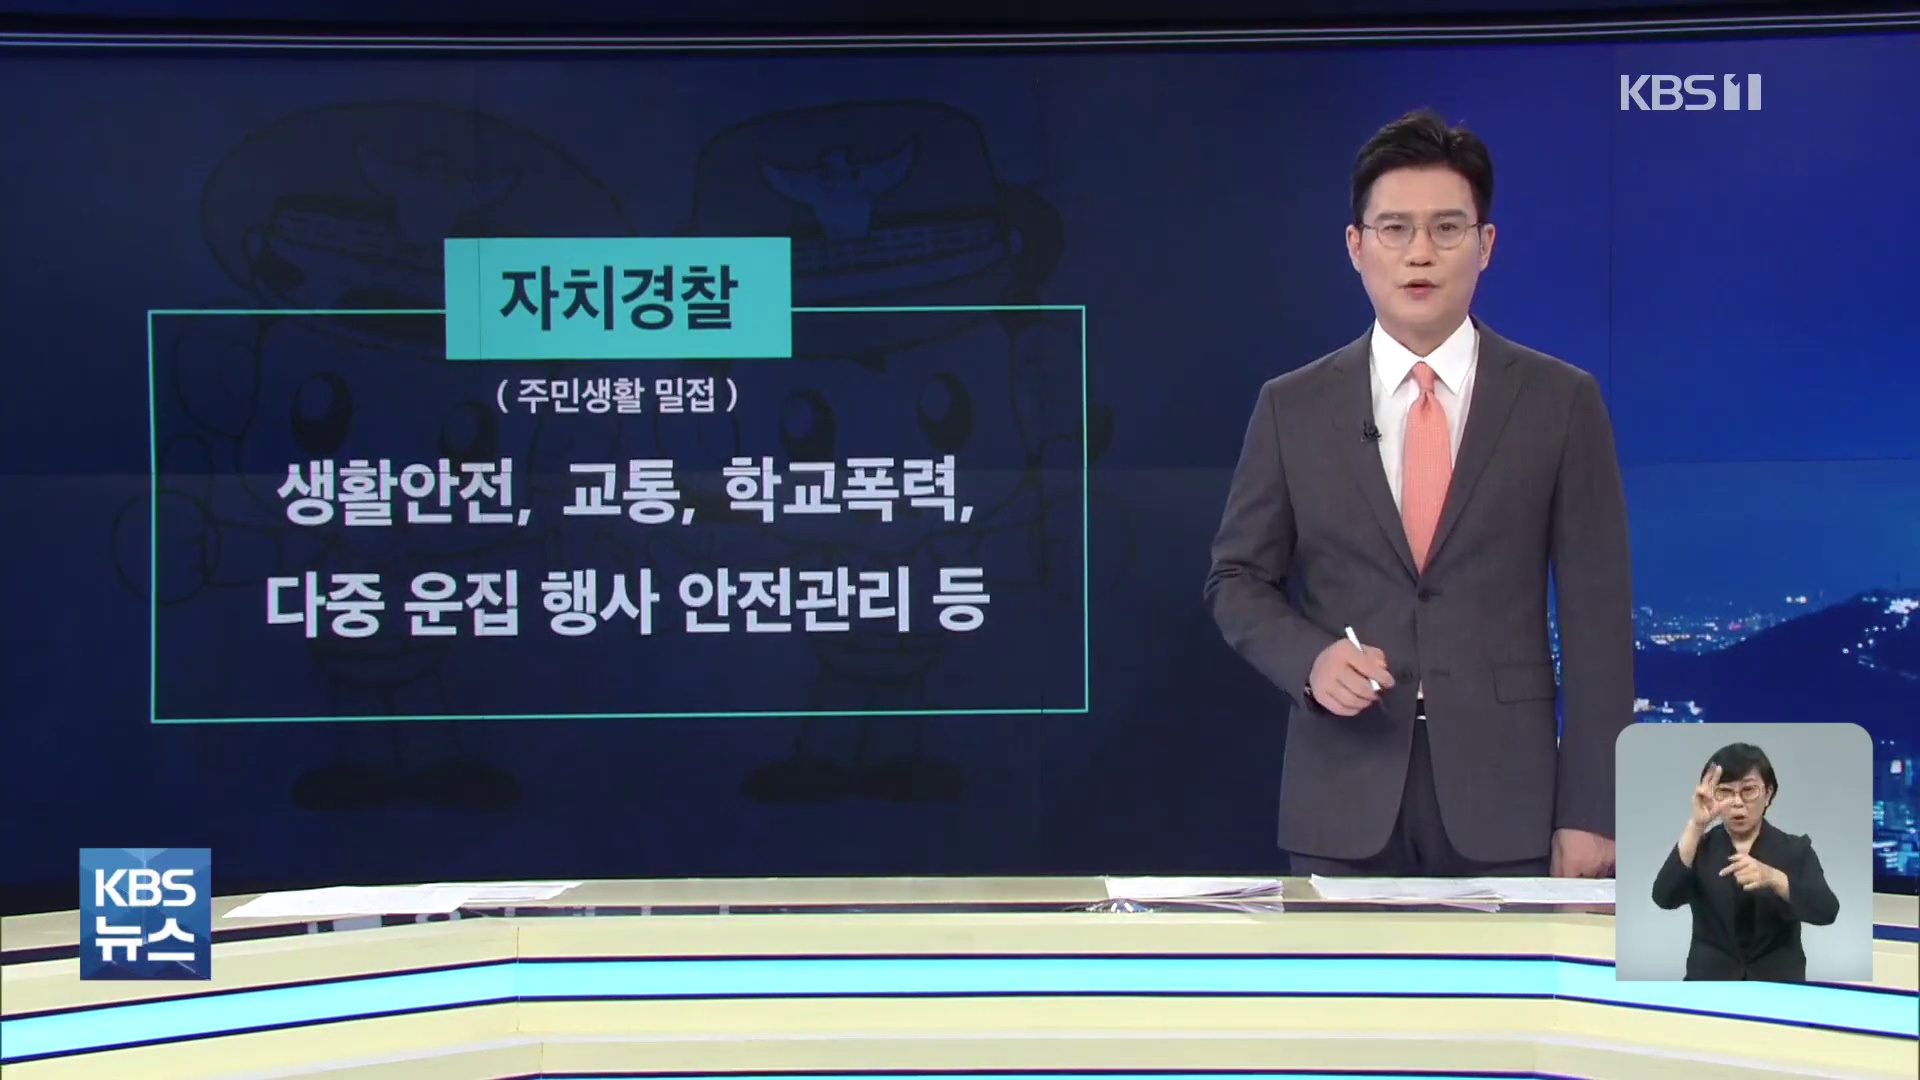 KBS 1
자치경찰
( 주민생활 밀접 )
생활안전, 교통, 학교폭력,
다중 운집 행사 안전관리 등
KBS
뉴스